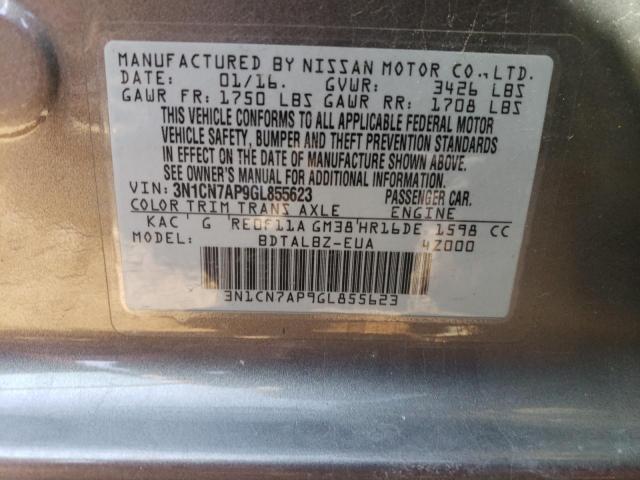 MANUFACTURED BY NISSAN MOTOR CO., LTD.
DATE: 01/16. GVWR: 3426 LBS
GAWR FR: 1750 LBS GAWR RR: 1708 LBS
THIS VEHICLE CONFORMS TO ALL APPLICABLE FEDERAL MOTOR
VEHICLE SAFETY, BUMPER AND THEFT PREVENTION STANDARDS
IN EFFECT ON THE DATE OF MANUFACTURE SHOWN ABOVE.
SEE OWNER'S MANUAL FOR ADDITIONAL INFORMATION
VIN: 3N1CN7AP9GL855623 PASSENGER CAR.
COLOR TRIM TRANS AXLE ENGINE
KAC G RE0F11A GM38 HR16DE 1598 CC
MODEL: BDTALBZ-EUA 4Z000
3N1CN7AP9GL855623